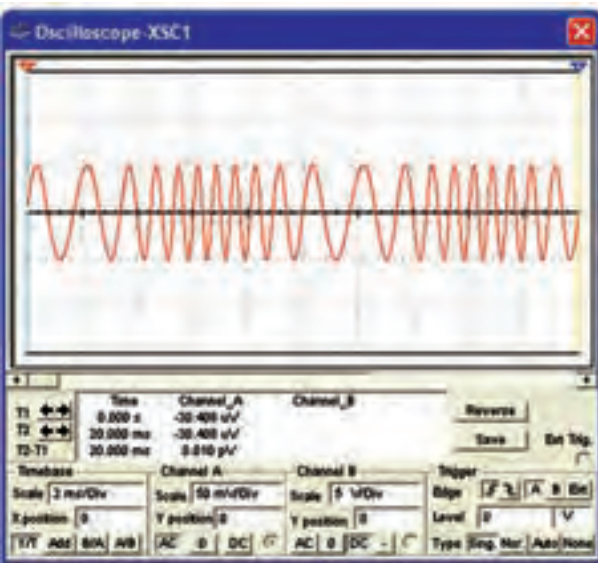 Oscilloscope-XSC1
Time Channel_A Channel_B
T1 0.000 s -30.408 uV
T2 20.000 ms -30.408 uV
T2-T1 20.000 ms 0.010 pV
Reverse
Save
Ext Trig.
Timebase
Scale 2 ms/Div
X position 0
Y/T Add B/A A/B
Channel A
Scale 50 mV/Div
Y position 0
AC 0 DC
Channel B
Scale 5 V/Div
Y position 0
AC 0 DC -
Trigger
Edge A B Ext
Level 0 V
Type Sing. Nor. Auto None